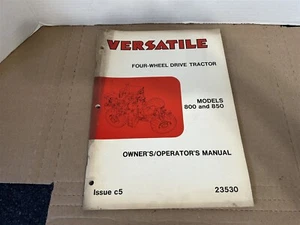 VERSATILE
FOUR-WHEEL DRIVE TRACTOR
MODELS
800 and 850
OWNER'S/OPERATOR'S MANUAL
Issue c5
23530